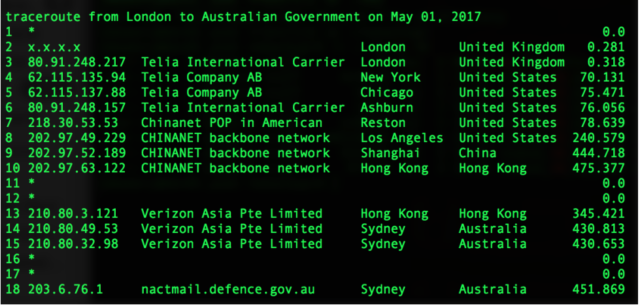 traceroute from London to Australian Government on May 01, 2017
1 * 0.0
2 x.x.x.x London United Kingdom 0.281
3 80.91.248.217 Telia International Carrier London United Kingdom 0.318
4 62.115.135.94 Telia Company AB New York United States 70.131
5 62.115.137.88 Telia Company AB Chicago United States 75.471
6 80.91.248.157 Telia International Carrier Ashburn United States 76.056
7 218.30.53.53 Chinanet POP in American Reston United States 78.639
8 202.97.49.229 CHINANET backbone network Los Angeles United States 240.579
9 202.97.52.189 CHINANET backbone network Shanghai China 444.718
10 202.97.63.122 CHINANET backbone network Hong Kong Hong Kong 475.377
11 * 0.0
12 * 0.0
13 210.80.3.121 Verizon Asia Pte Limited Hong Kong Hong Kong 345.421
14 210.80.49.53 Verizon Asia Pte Limited Sydney Australia 430.813
15 210.80.32.98 Verizon Asia Pte Limited Sydney Australia 430.653
16 * 0.0
17 * 0.0
18 203.6.76.1 nactmail.defence.gov.au Sydney Australia 451.869